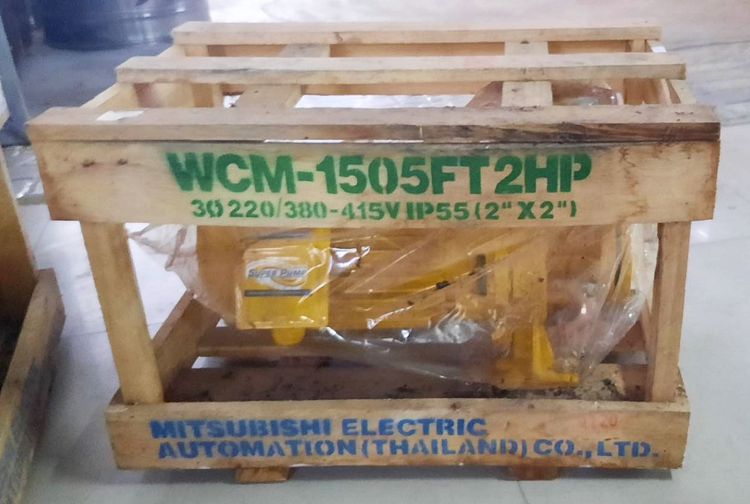 WCM-1505FT2HP
3Ø 220/380-415V IP55 (2" X 2")
SUPER PUMP
MITSUBISHI ELECTRIC
AUTOMATION (THAILAND) CO., LTD.